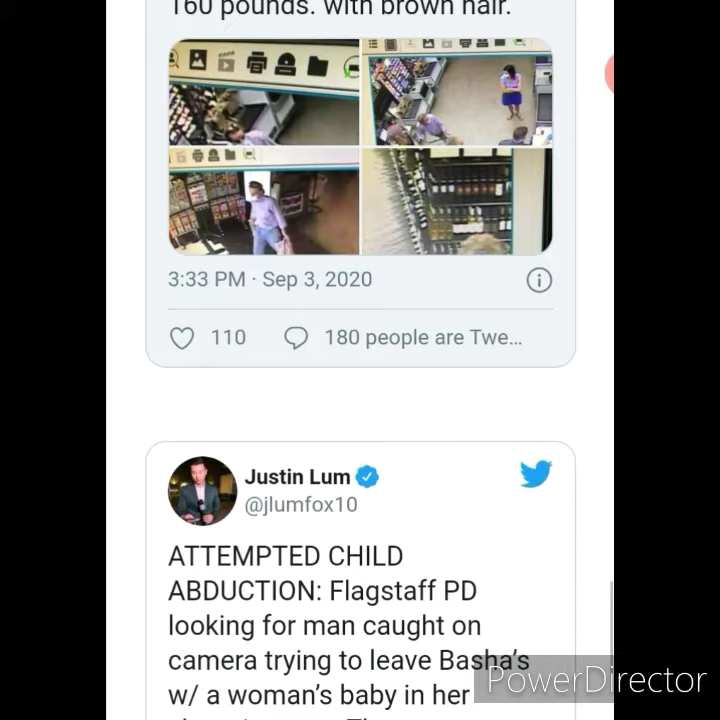 160 pounds. with brown hair.
3:33 PM · Sep 3, 2020
110
180 people are Twe...
Justin Lum
@jlumfox10
ATTEMPTED CHILD
ABDUCTION: Flagstaff PD
looking for man caught on
camera trying to leave Basha's
w/ a woman's baby in her
PowerDirector